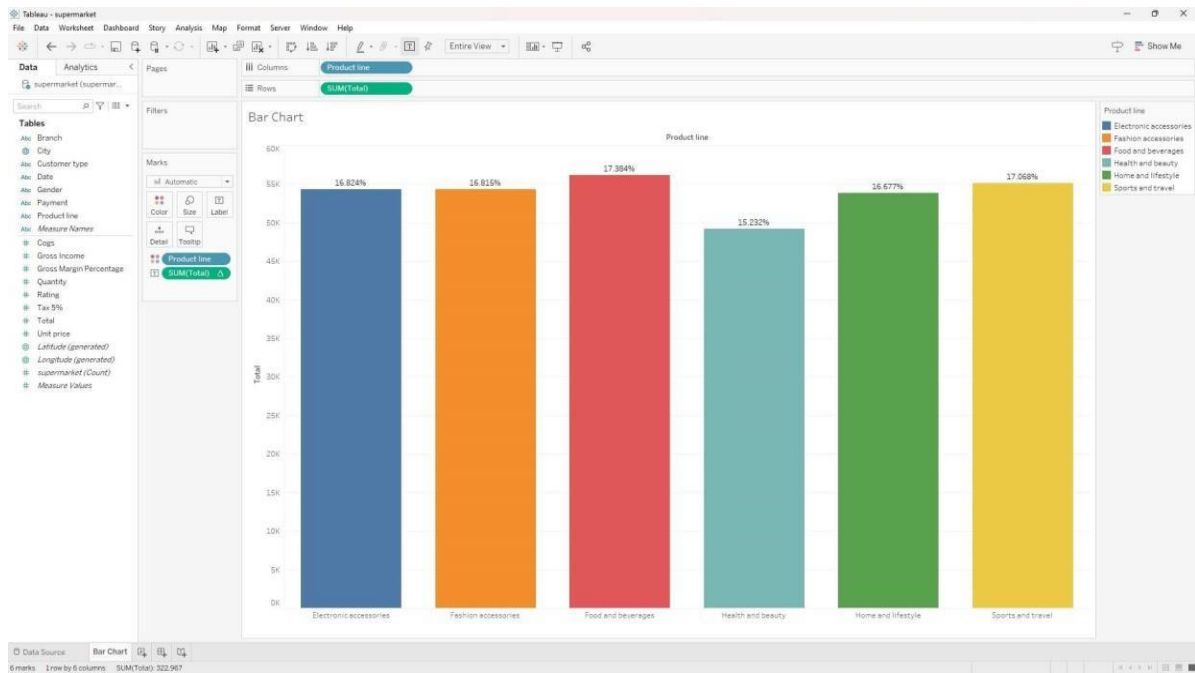 Tableau - supermarket
File Data Worksheet Dashboard Story Analysis Map Format Server Window Help
Entire View
Show Me
Data Analytics
supermarket (supermar...
Search
Tables
Abc Branch
City
Abc Customer type
Abc Date
Abc Gender
Abc Payment
Abc Product line
Abc Measure Names
# Cogs
# Gross Income
# Gross Margin Percentage
# Quantity
# Rating
# Tax 5%
# Total
# Unit price
Latitude (generated)
Longitude (generated)
# supermarket (Count)
# Measure Values
Pages
Filters
Marks
Automatic
Color Size Label
Detail Tooltip
Product line
SUM(Total)
Columns Product line
Rows SUM(Total)
Bar Chart
Product line
60K
55K
50K
45K
40K
35K
30K
25K
20K
15K
10K
5K
0K
Total
16.824% 16.815% 17.384% 15.232% 16.677% 17.068%
Electronic accessories Fashion accessories Food and beverages Health and beauty Home and lifestyle Sports and travel
Product line
Electronic accessories
Fashion accessories
Food and beverages
Health and beauty
Home and lifestyle
Sports and travel
Data Source Bar Chart
6 marks 1 row by 6 columns SUM(Total): 322,967